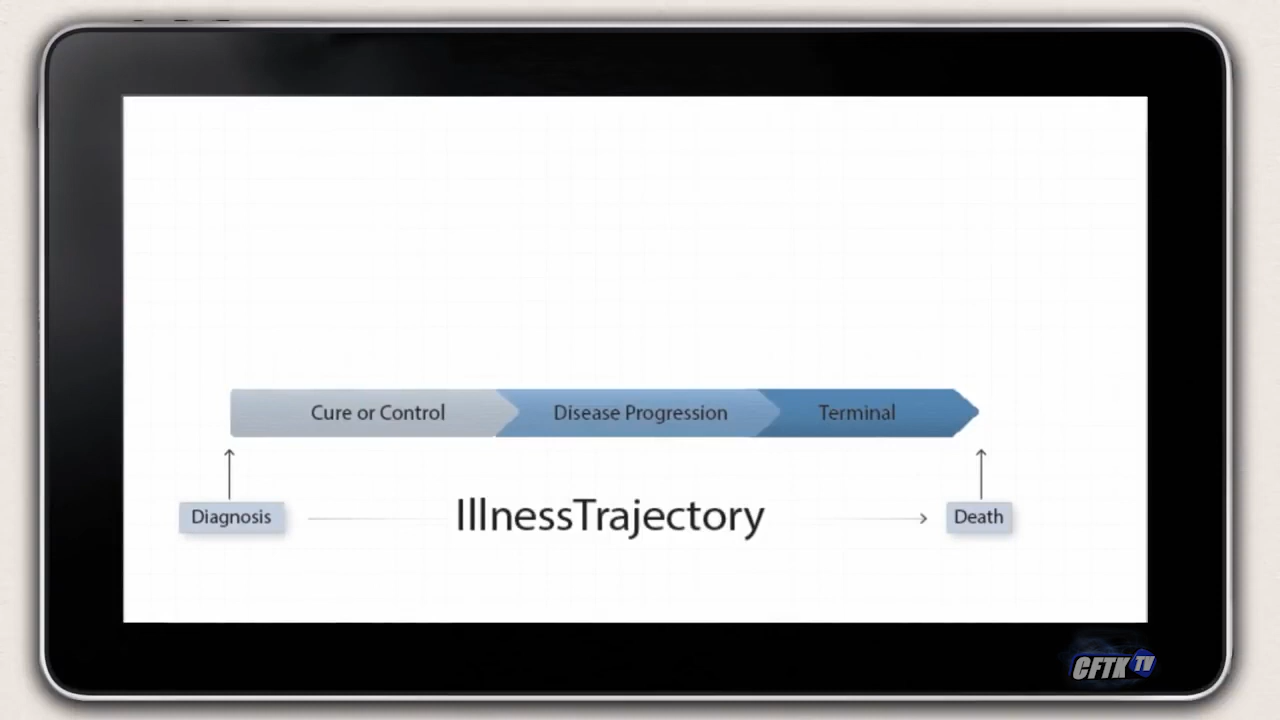 Cure or Control
Disease Progression
Terminal
Diagnosis
IllnessTrajectory
Death
CFTK TV